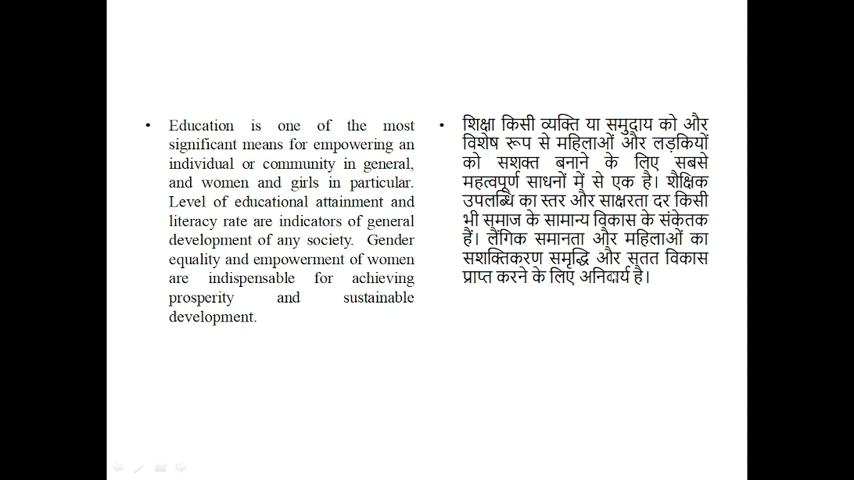 • Education is one of the most
significant means for empowering an
individual or community in general,
and women and girls in particular.
Level of educational attainment and
literacy rate are indicators of general
development of any society. Gender
equality and empowerment of women
are indispensable for achieving
prosperity and sustainable
development.
• शिक्षा किसी व्यक्ति या समुदाय को और
विशेष रूप से महिलाओं और लड़कियों
को सशक्त बनाने के लिए सबसे
महत्वपूर्ण साधनों में से एक है। शैक्षिक
उपलब्धि का स्तर और साक्षरता दर किसी
भी समाज के सामान्य विकास के संकेतक
हैं। लैंगिक समानता और महिलाओं का
सशक्तिकरण समृद्धि और सतत विकास
प्राप्त करने के लिए अनिवार्य है।